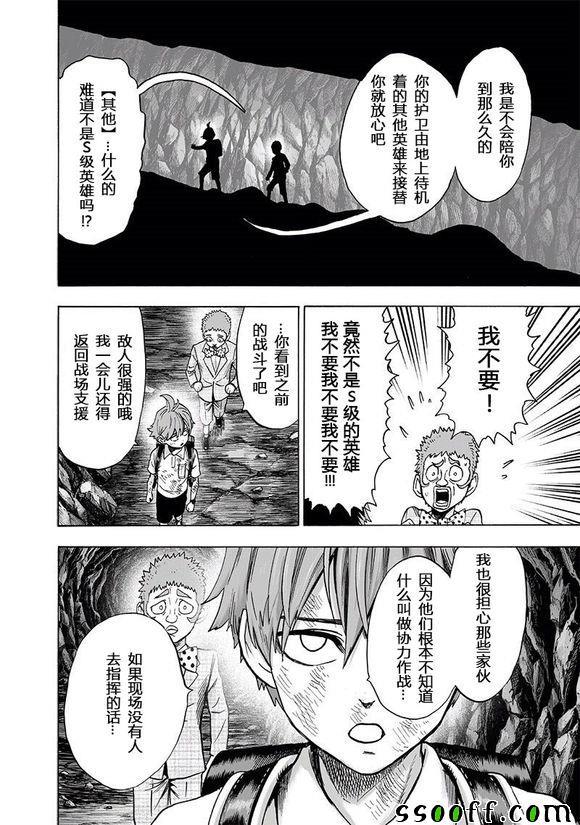 我是不会陪你
到那么久的
你的护卫由地上待机
着的其他英雄来接替
你就放心吧
【其他】…什么的
难道不是S级英雄吗!?
我不要！
竟然不是S级的英雄
我不要我不要我不要!!!
…你看到之前
的战斗了吧
敌人很强的哦
我一会儿还得
返回战场支援
我也很担心那些家伙
因为他们根本不知道
什么叫做协力作战…
如果现场没有人
去指挥的话…
ssooff.com